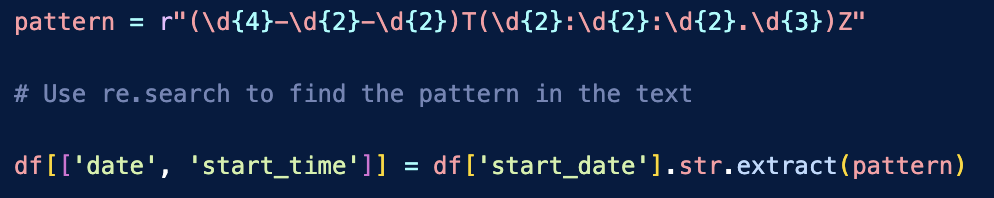 pattern = r"(\d{4}-\d{2}-\d{2})T(\d{2}:\d{2}:\d{2}.\d{3})Z"
# Use re.search to find the pattern in the text
df[['date', 'start_time']] = df['start_date'].str.extract(pattern)